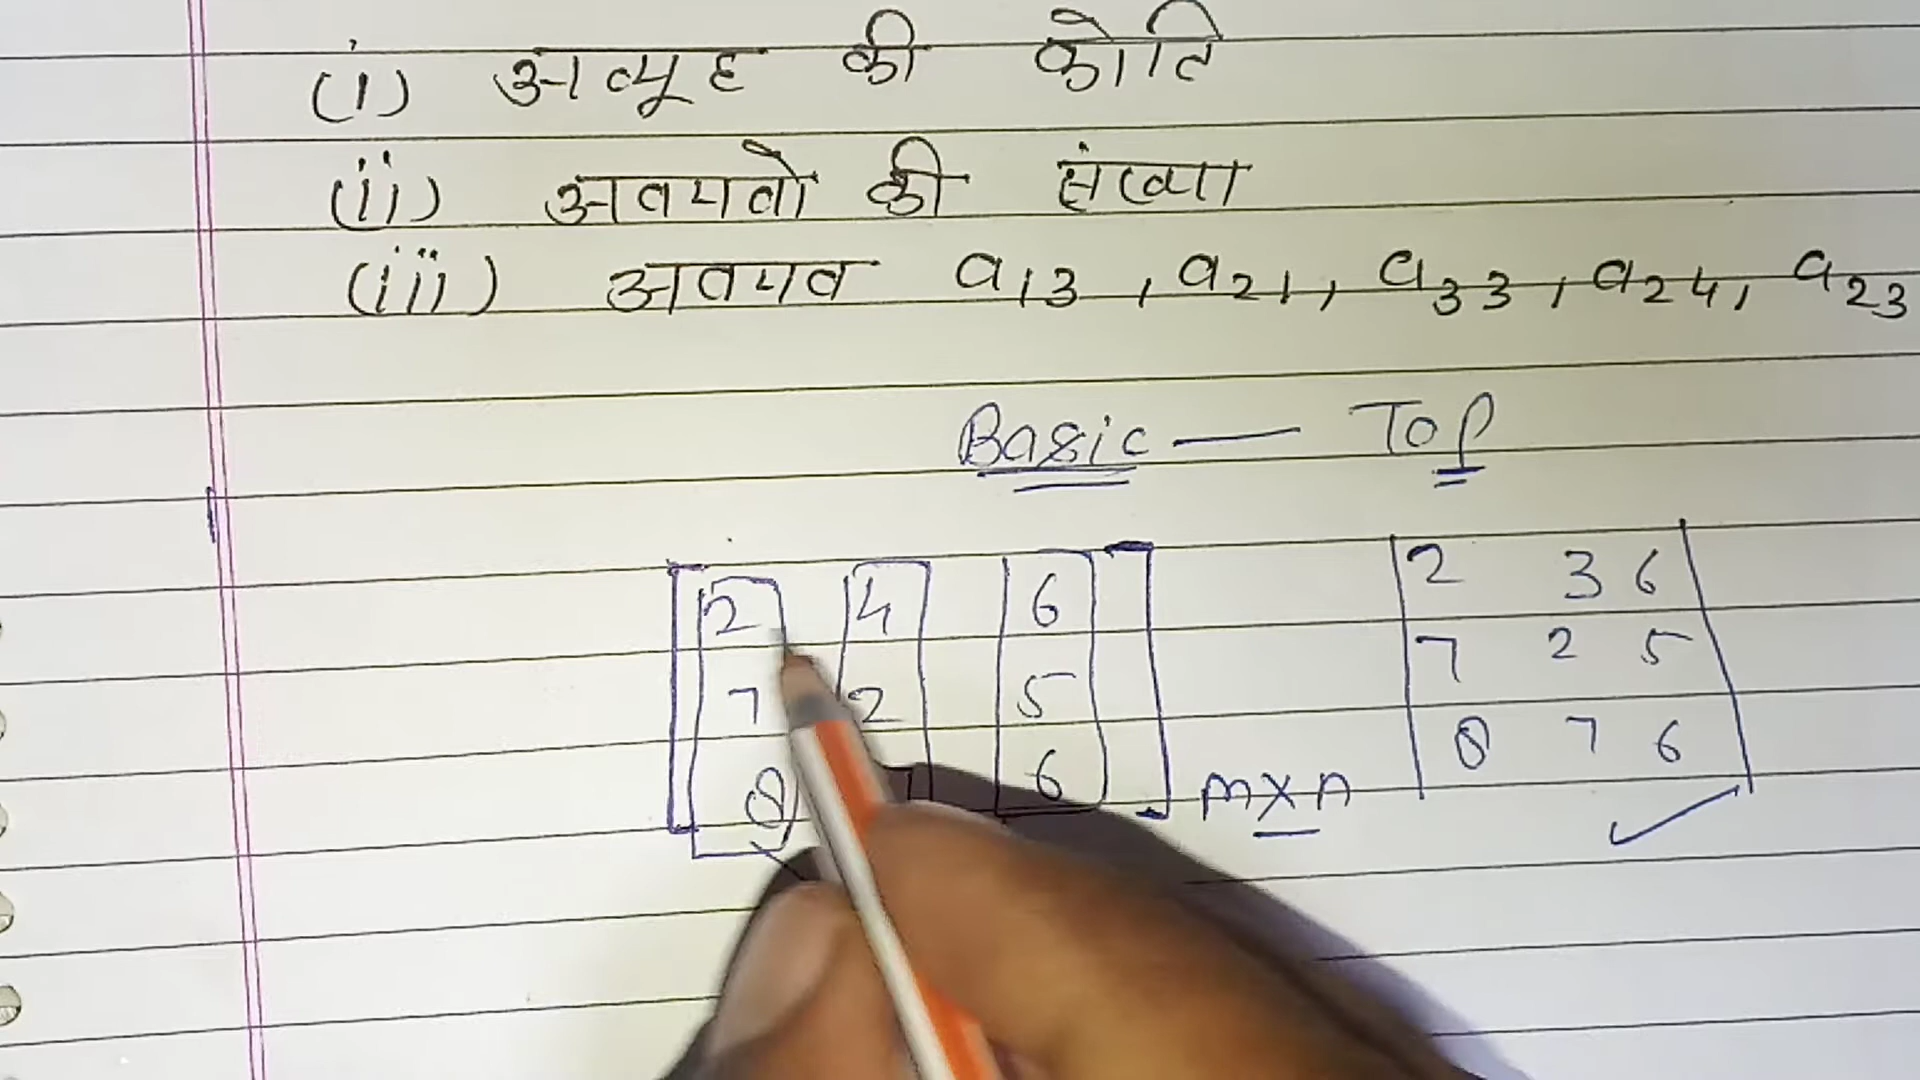 (i) आव्यूह की कोटि
(ii) अवयवों की संख्या
(iii) अवयव a13, a21, a33, a24, a23
Basic — Top
2 4 6
7 2 5
8 6
m×n
2 3 6
7 2 5
8 7 6